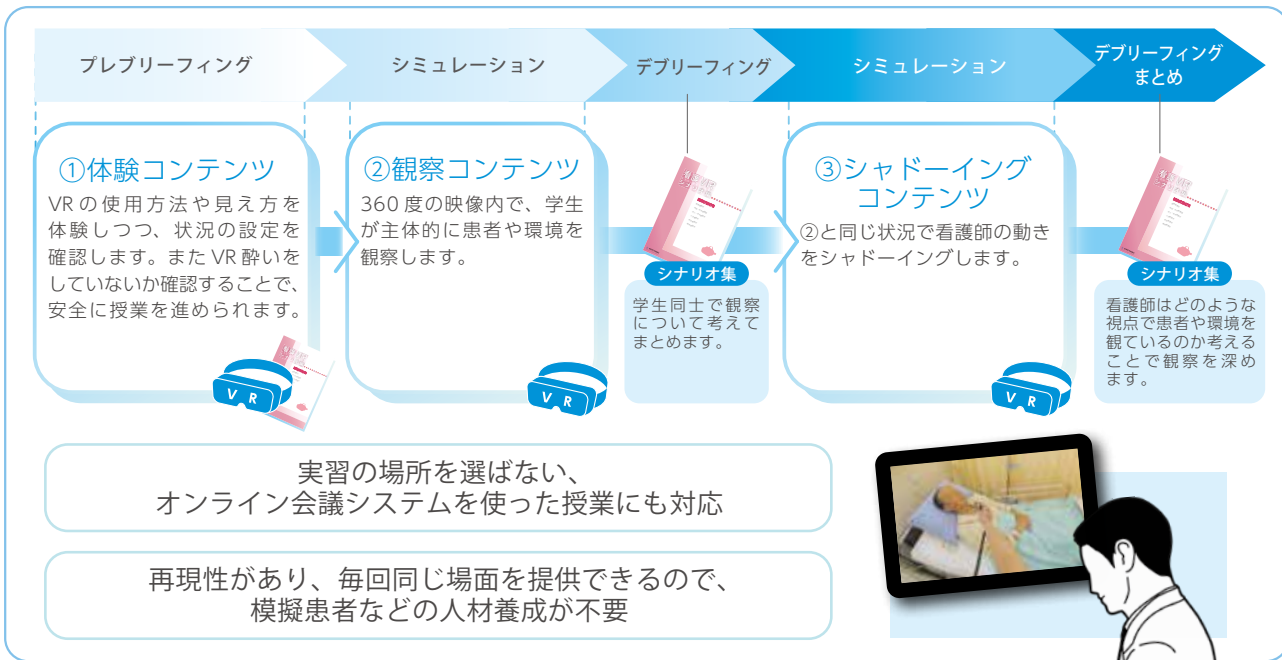 プレブリーフィング
シミュレーション
デブリーフィング
シミュレーション
デブリーフィング
まとめ
①体験コンテンツ
VRの使用方法や見え方を
体験しつつ、状況の設定を
確認します。またVR酔いを
していないか確認することで、
安全に授業を進められます。
VR
②観察コンテンツ
360度の映像内で、学生
が主体的に患者や環境を
観察します。
VR
シナリオ集
学生同士で観察
について考えて
まとめます。
③シャドーイング
コンテンツ
②と同じ状況で看護師の動き
をシャドーイングします。
VR
シナリオ集
看護師はどのような
視点で患者や環境を
観ているのか考える
ことで観察を深め
ます。
実習の場所を選ばない、
オンライン会議システムを使った授業にも対応
再現性があり、毎回同じ場面を提供できるので、
模擬患者などの人材養成が不要